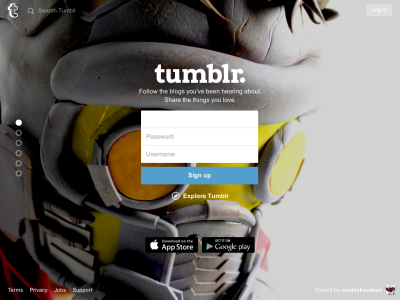 Search Tumblr
Log in
tumblr.
Follow the blogs you've been hearing about.
Share the things you love.
Password
Username
Sign up
Explore Tumblr
Download on the
App Store
GET IT ON
Google play
Terms
Privacy
Jobs
Support
Posted by